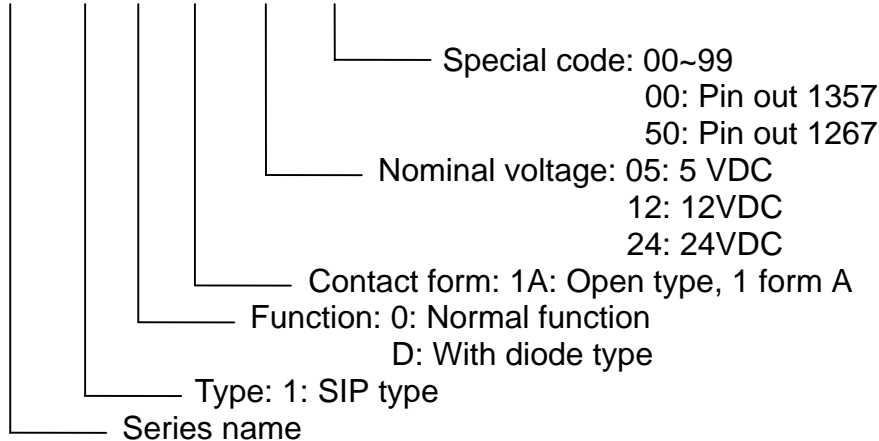 Special code: 00~99
00: Pin out 1357
50: Pin out 1267
Nominal voltage: 05: 5 VDC
12: 12VDC
24: 24VDC
Contact form: 1A: Open type, 1 form A
Function: 0: Normal function
D: With diode type
Type: 1: SIP type
Series name